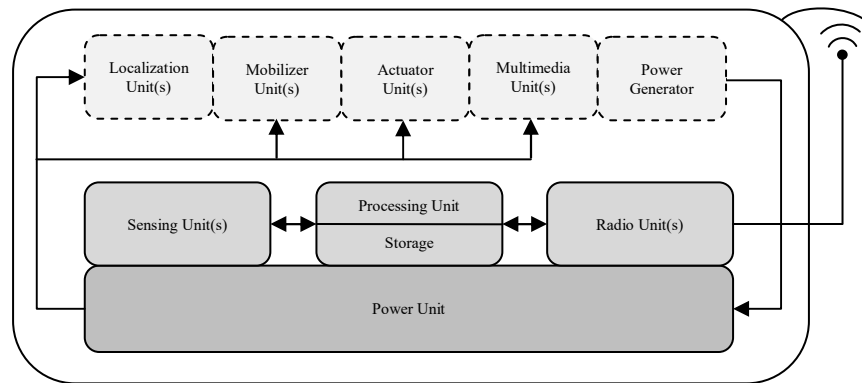 Localization
Unit(s)
Mobilizer
Unit(s)
Actuator
Unit(s)
Multimedia
Unit(s)
Power
Generator
Sensing Unit(s)
Processing Unit
Storage
Radio Unit(s)
Power Unit